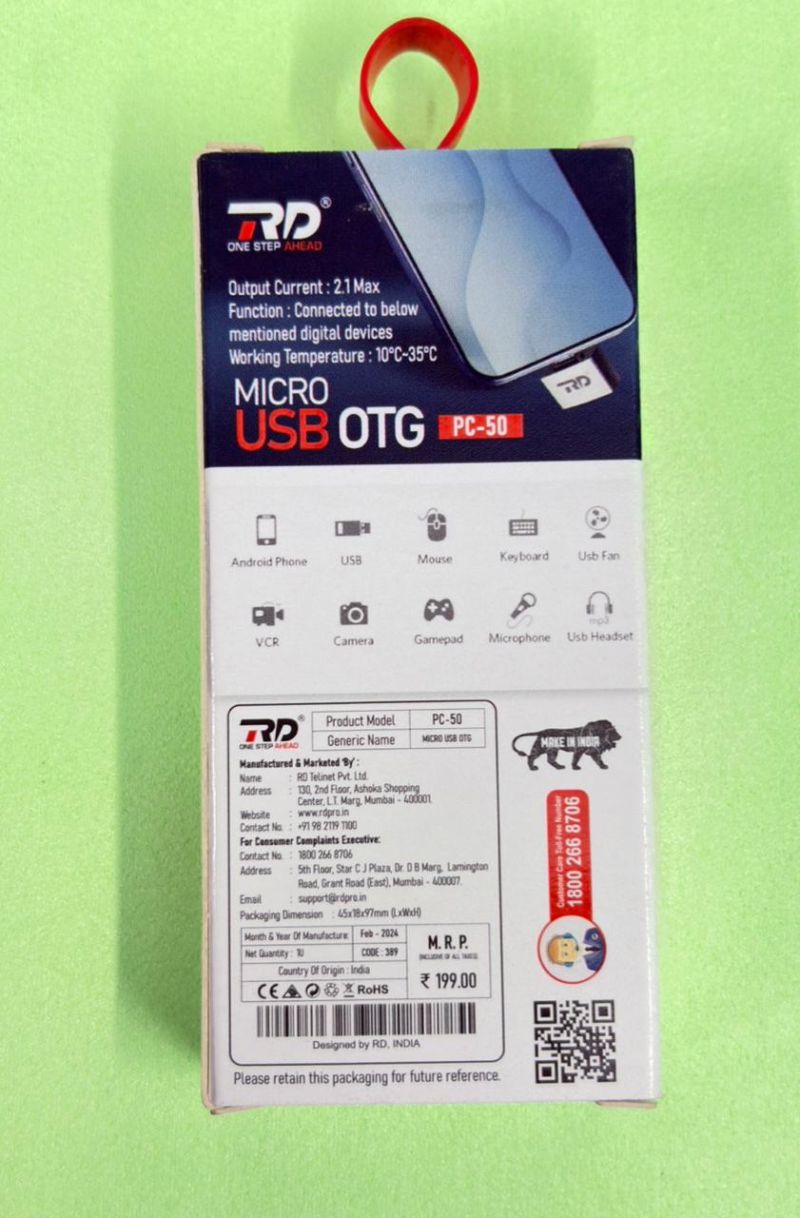 RD®
ONE STEP AHEAD
Output Current : 2.1 Max
Function : Connected to below
mentioned digital devices
Working Temperature : 10°C~35°C
RD
MICRO
USB OTG PC-50
Android Phone USB Mouse Keyboard Usb Fan
mp3
VCR Camera Gamepad Microphone Usb Headset
RD®
ONE STEP AHEAD
Product Model PC-50
Generic Name MICRO USB OTG
Manufactured & Marketed 'By' :
Name : RD Telinet Pvt. Ltd.
Address : 130, 2nd Floor, Ashoka Shopping
Center, L.T. Marg, Mumbai - 400001.
Website : www.rdpro.in
Contact No. : +91 98 2119 1100
For Consumer Complaints Executive:
Contact No. : 1800 266 8706
Address : 5th Floor, Star C J Plaza, Dr. D B Marg, Lamington
Road, Grant Road (East), Mumbai - 400007.
Email : support@rdpro.in
Packaging Dimension : 45x18x97mm (LxWxH)
Month & Year Of Manufacture: Feb - 2024
Net Quantity : 1U CODE : 389
Country Of Origin : India
M. R. P.
(INCLUSIVE OF ALL TAXES)
₹ 199.00
CE RoHS
Designed by RD, INDIA
Please retain this packaging for future reference.
MAKE IN INDIA
Customer Care Toll-Free Number
1800 266 8706